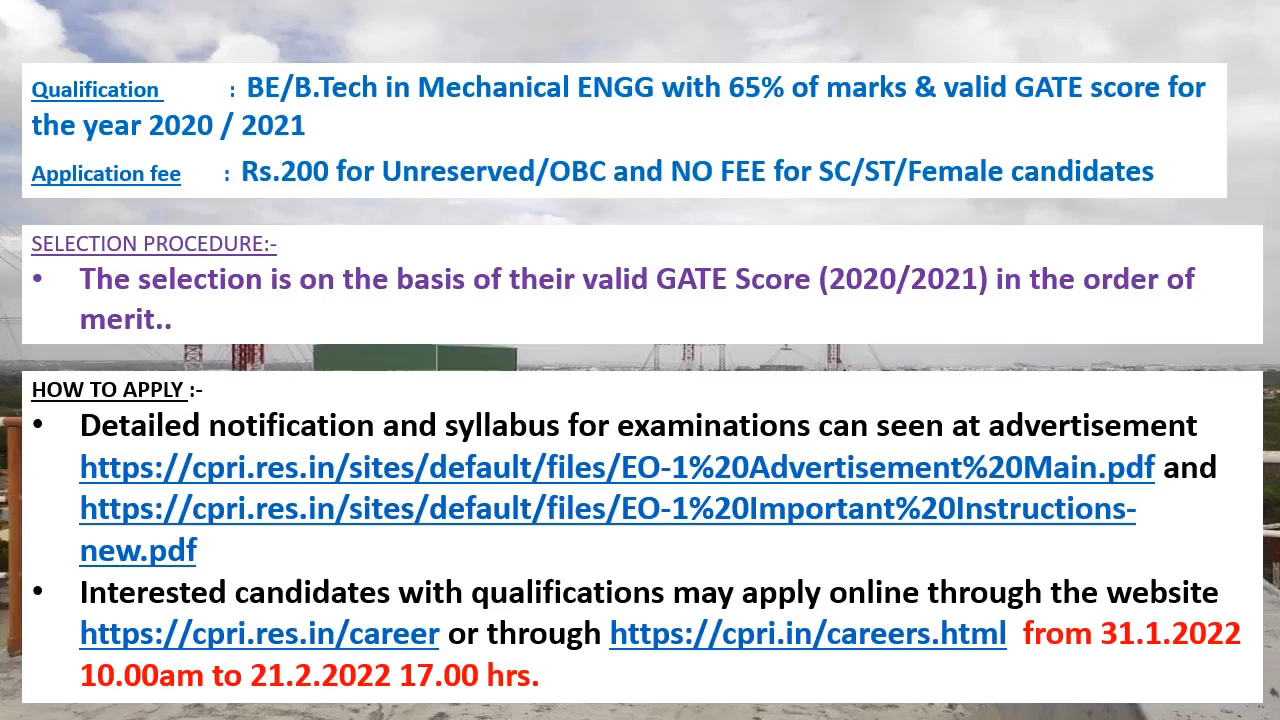 Qualification : BE/B.Tech in Mechanical ENGG with 65% of marks & valid GATE score for
the year 2020 / 2021
Application fee : Rs.200 for Unreserved/OBC and NO FEE for SC/ST/Female candidates
SELECTION PROCEDURE:-
• The selection is on the basis of their valid GATE Score (2020/2021) in the order of
merit..
HOW TO APPLY :-
• Detailed notification and syllabus for examinations can seen at advertisement
https://cpri.res.in/sites/default/files/EO-1%20Advertisement%20Main.pdf and
https://cpri.res.in/sites/default/files/EO-1%20Important%20Instructions-
new.pdf
• Interested candidates with qualifications may apply online through the website
https://cpri.res.in/career or through https://cpri.in/careers.html from 31.1.2022
10.00am to 21.2.2022 17.00 hrs.